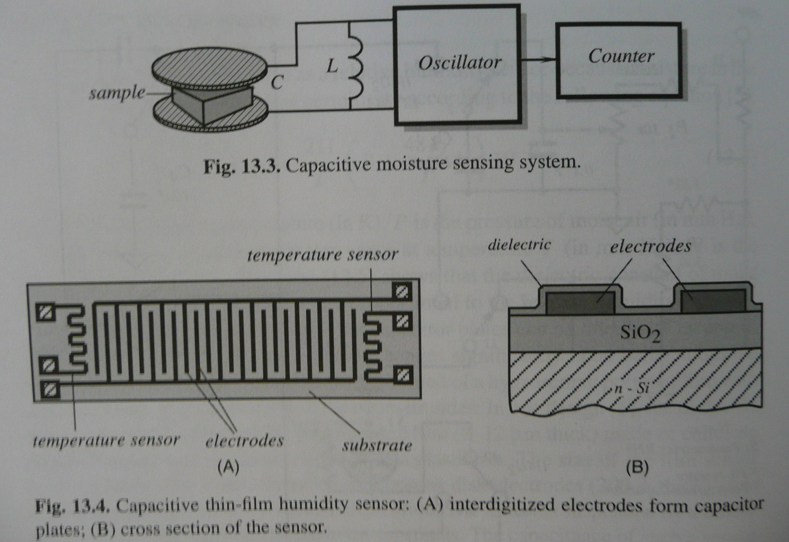 sample
C
L
Oscillator
Counter
Fig. 13.3. Capacitive moisture sensing system.
temperature sensor
temperature sensor
electrodes
substrate
(A)
dielectric
electrodes
SiO2
n - Si
(B)
Fig. 13.4. Capacitive thin-film humidity sensor: (A) interdigitized electrodes form capacitor
plates; (B) cross section of the sensor.